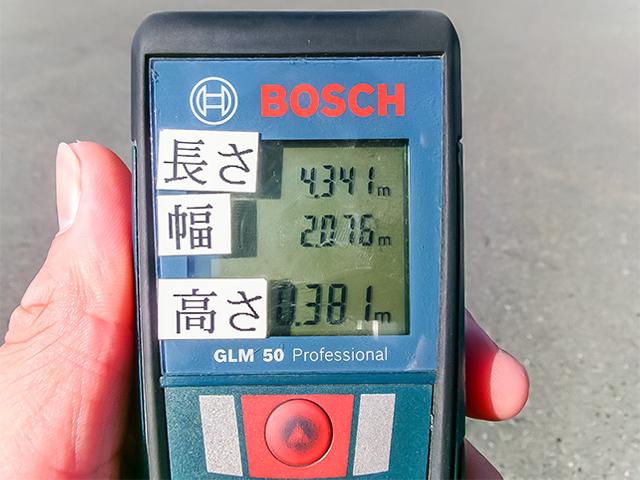 BOSCH
長さ 4.341m
幅 2.076m
高さ 0.381m
GLM 50 Professional